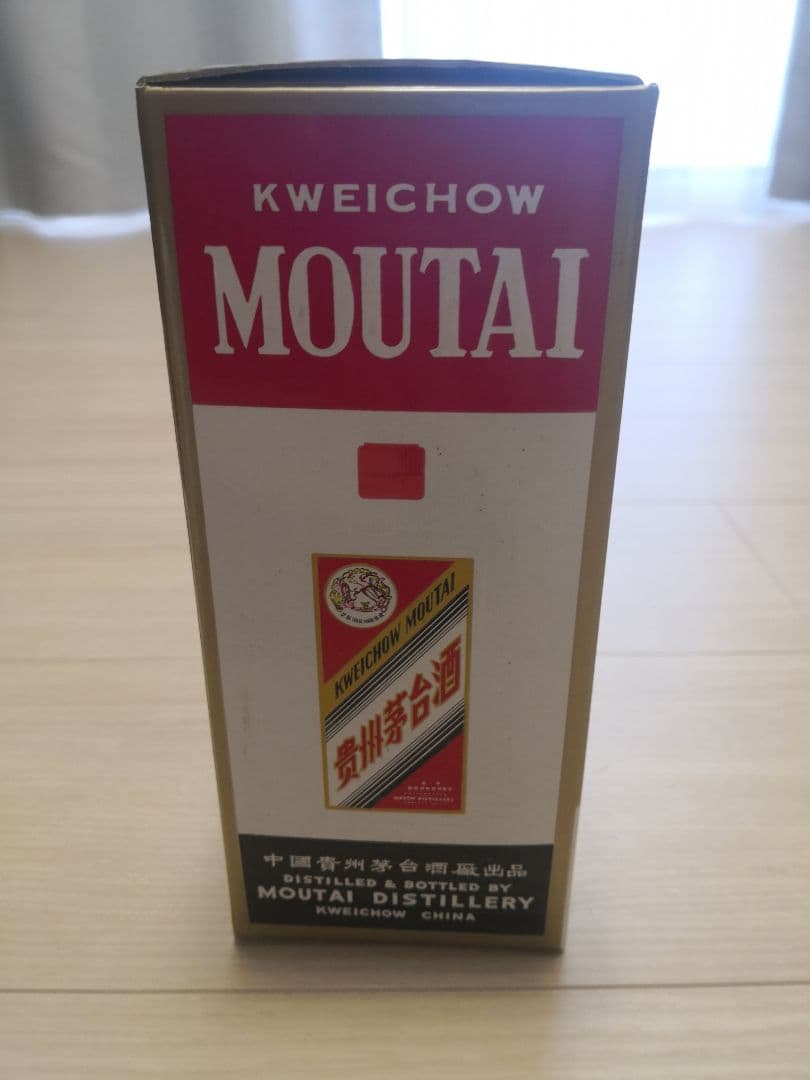 KWEICHOW
MOUTAI
KWEICHOW MOUTAI
贵州茅台酒
中國貴州茅台酒厰出品
DISTILLED & BOTTLED BY
MOUTAI DISTILLERY
KWEICHOW CHINA